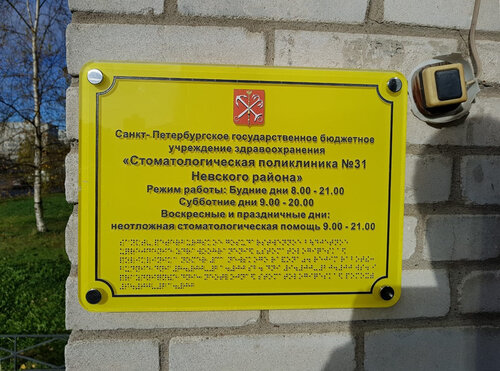 Санкт- Петербургское государственное бюджетное
учреждение здравоохранения
«Стоматологическая поликлиника №31
Невского района»
Режим работы: Будние дни 8.00 - 21.00
Субботние дни 9.00 - 20.00
Воскресные и праздничные дни:
неотложная стоматологическая помощь 9.00 - 21.00